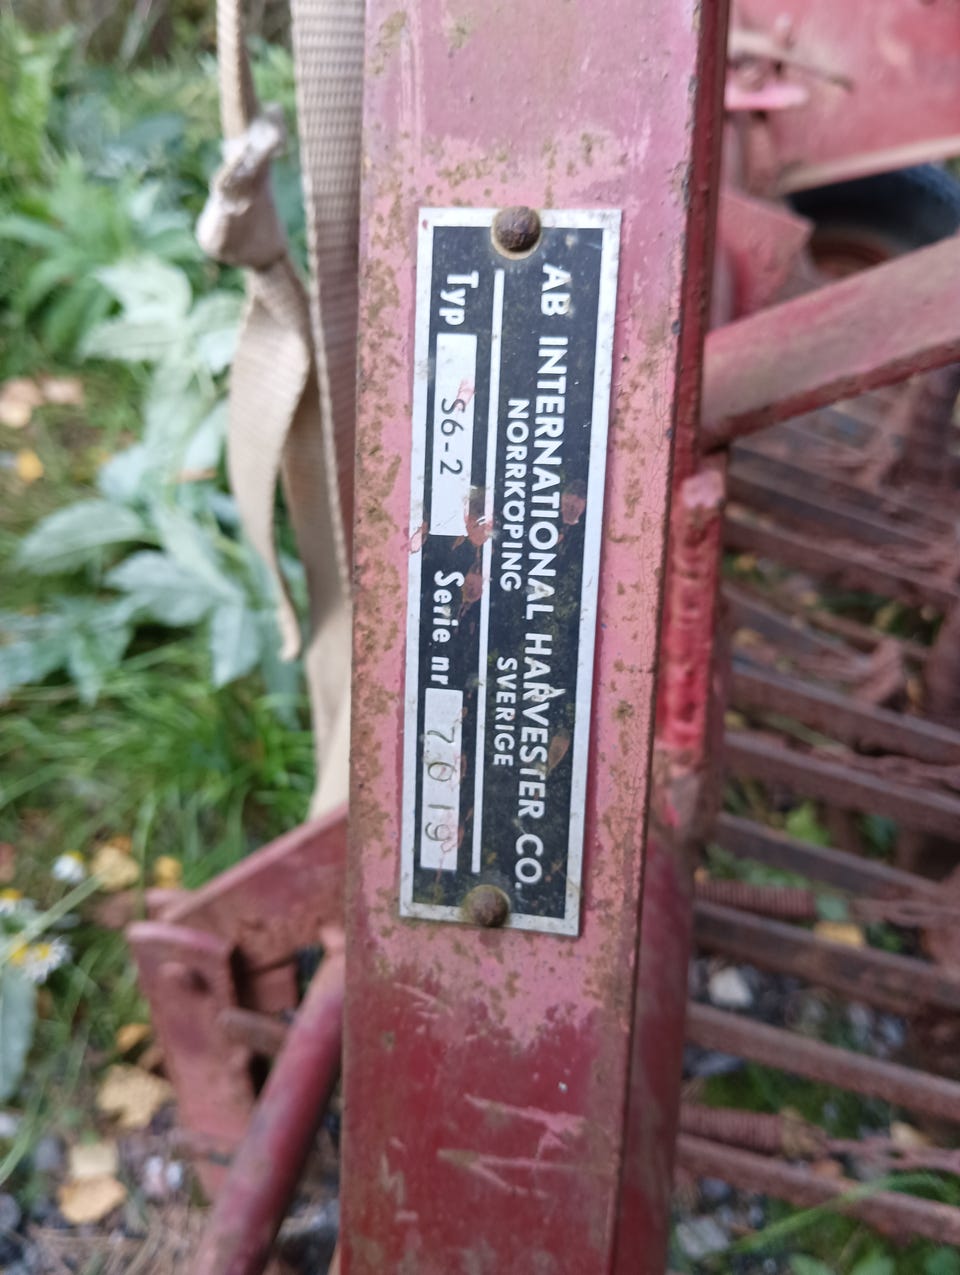 AB INTERNATIONAL HARVESTER CO.
NORRKÖPING SVERIGE
Typ S6-2 Serie nr 7019